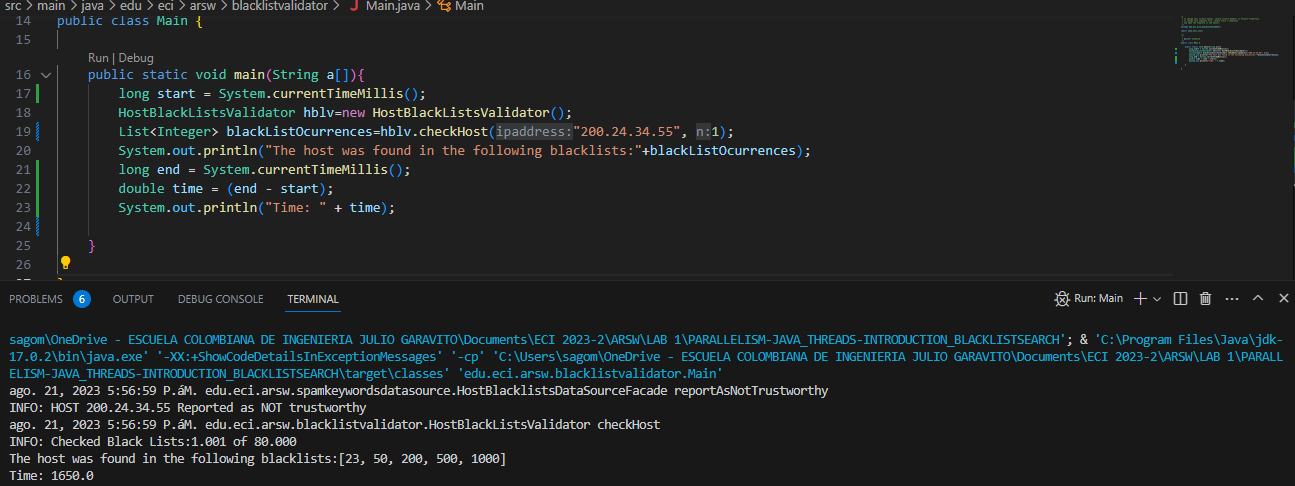 src > main > java > edu > eci > arsw > blacklistvalidator > J Main.java > Main
14 public class Main {
15
Run | Debug
16 public static void main(String a[]){
17 long start = System.currentTimeMillis();
18 HostBlackListsValidator hblv=new HostBlackListsValidator();
19 List<Integer> blackListOcurrences=hblv.checkHost(ipaddress:"200.24.34.55", n:1);
20 System.out.println("The host was found in the following blacklists:"+blackListOcurrences);
21 long end = System.currentTimeMillis();
22 double time = (end - start);
23 System.out.println("Time: " + time);
24
25 }
26
PROBLEMS 6 OUTPUT DEBUG CONSOLE TERMINAL Run: Main
sagom\OneDrive - ESCUELA COLOMBIANA DE INGENIERIA JULIO GARAVITO\Documents\ECI 2023-2\ARSW\LAB 1\PARALLELISM-JAVA_THREADS-INTRODUCTION_BLACKLISTSEARCH'; & 'C:\Program Files\Java\jdk-
17.0.2\bin\java.exe' '-XX:+ShowCodeDetailsInExceptionMessages' '-cp' 'C:\Users\sagom\OneDrive - ESCUELA COLOMBIANA DE INGENIERIA JULIO GARAVITO\Documents\ECI 2023-2\ARSW\LAB 1\PARALL
ELISM-JAVA_THREADS-INTRODUCTION_BLACKLISTSEARCH\target\classes' 'edu.eci.arsw.blacklistvalidator.Main'
ago. 21, 2023 5:56:59 P.áM. edu.eci.arsw.spamkeywordsdatasource.HostBlacklistsDataSourceFacade reportAsNotTrustworthy
INFO: HOST 200.24.34.55 Reported as NOT trustworthy
ago. 21, 2023 5:56:59 P.áM. edu.eci.arsw.blacklistvalidator.HostBlackListsValidator checkHost
INFO: Checked Black Lists:1.001 of 80.000
The host was found in the following blacklists:[23, 50, 200, 500, 1000]
Time: 1650.0